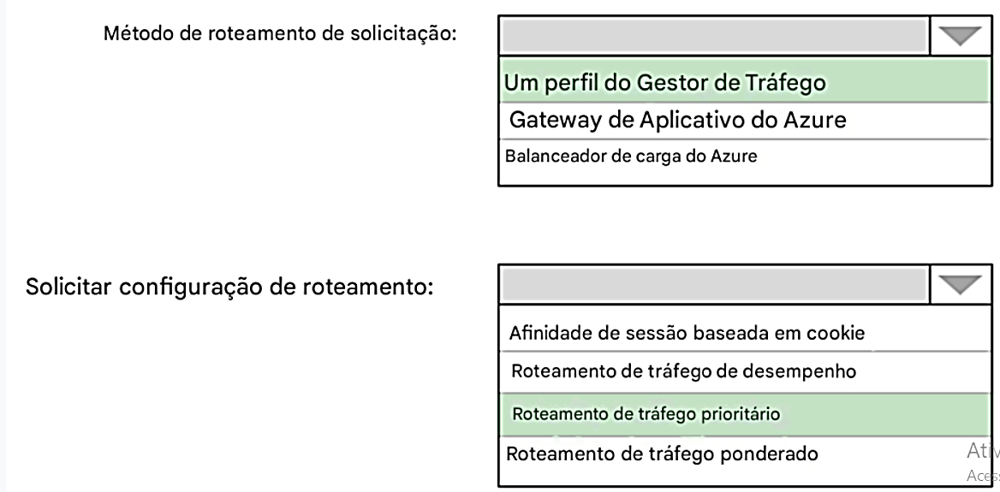 Método de roteamento de solicitação:
Um perfil do Gestor de Tráfego
Gateway de Aplicativo do Azure
Balanceador de carga do Azure
Solicitar configuração de roteamento:
Afinidade de sessão baseada em cookie
Roteamento de tráfego de desempenho
Roteamento de tráfego prioritário
Roteamento de tráfego ponderado